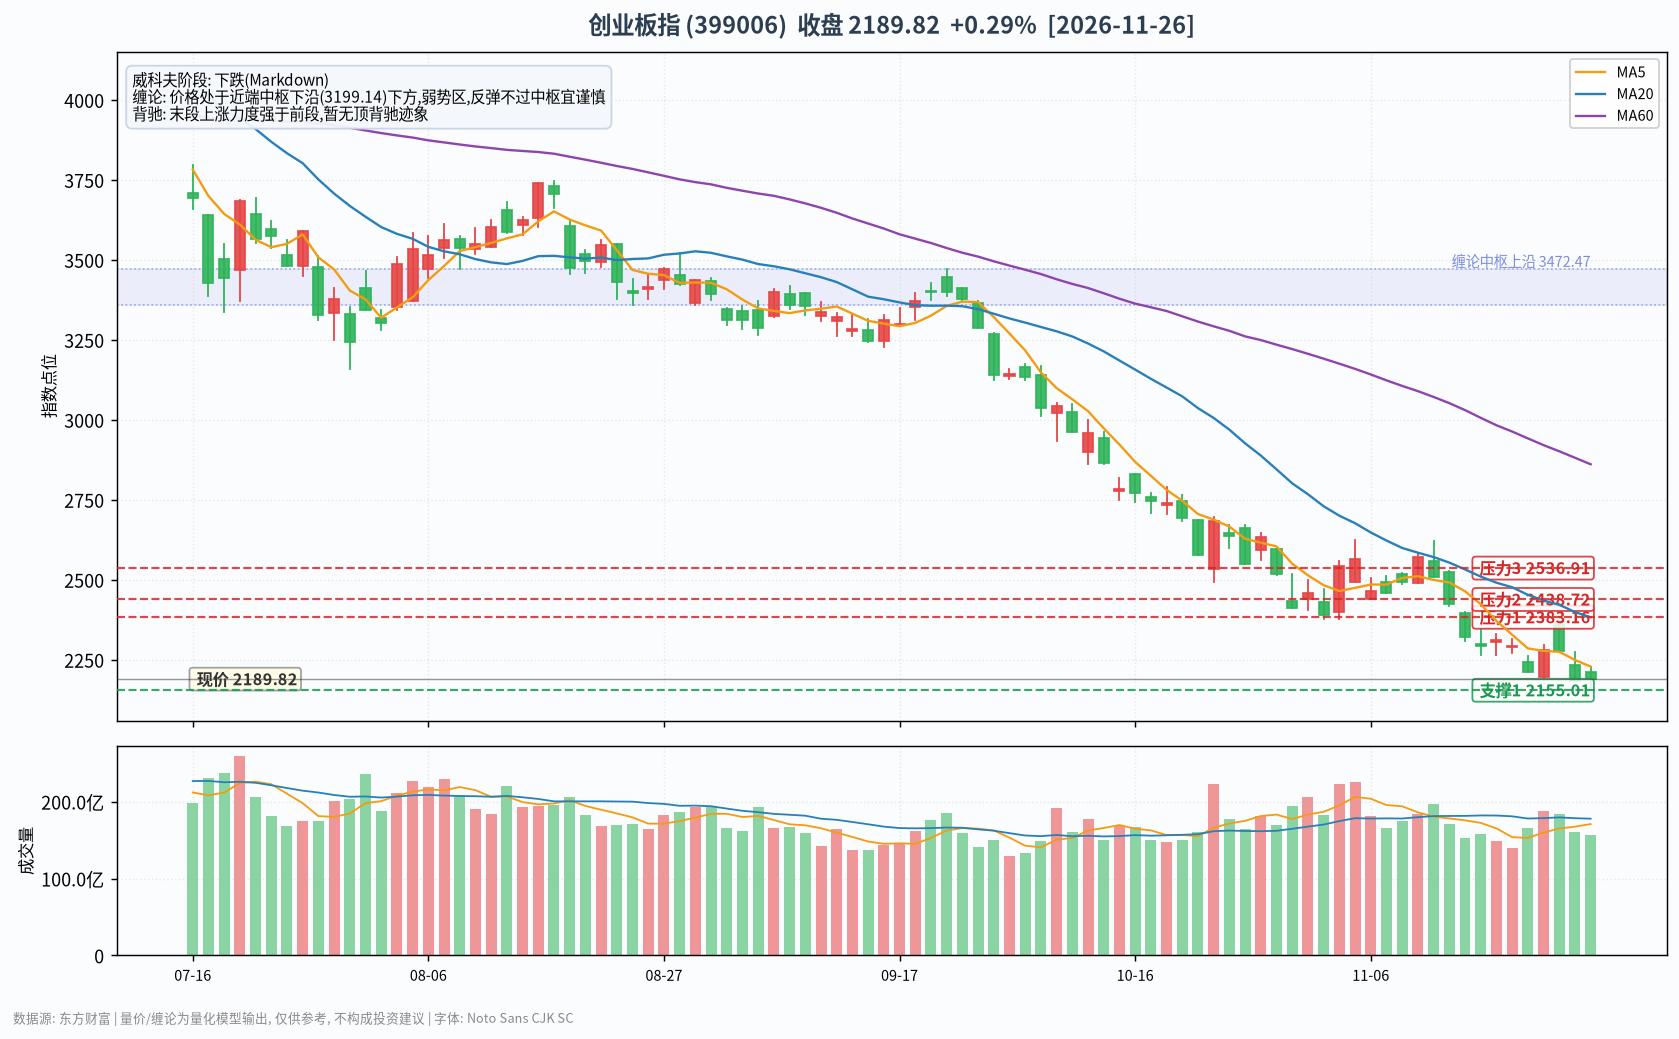 创业板指 (399006)  收盘 2189.82  +0.29%  [2026-11-26]
威科夫阶段: 下跌(Markdown)
缠论: 价格处于近端中枢下沿(3199.14)下方,弱势区,反弹不过中枢宜谨慎
背驰: 末段上涨力度强于前段,暂无顶背驰迹象
MA5
MA20
MA60
4000
3750
3500
3250
3000
2750
2500
2250
指数点位
缠论中枢上沿 3472.47
压力3 2536.91
压力2 2438.72
压力1 2383.16
现价 2189.82
支撑1 2155.01
200.0亿
100.0亿
0
成交量
07-16
08-06
08-27
09-17
10-16
11-06
数据源: 东方财富 | 量价/缠论为量化模型输出, 仅供参考, 不构成投资建议 | 字体: Noto Sans CJK SC